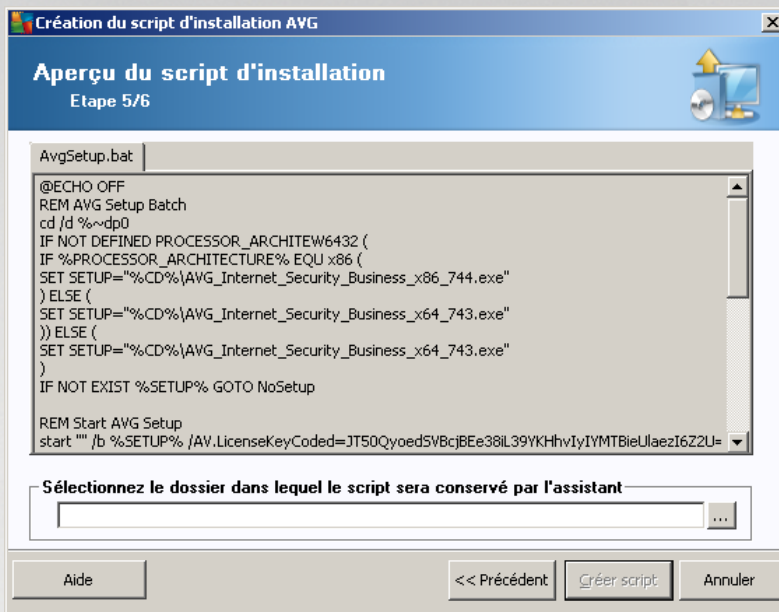 Création du script d'installation AVG
Aperçu du script d'installation
Etape 5/6
AvgSetup.bat
@ECHO OFF
REM AVG Setup Batch
cd /d %~dp0
IF NOT DEFINED PROCESSOR_ARCHITEW6432 (
IF %PROCESSOR_ARCHITECTURE% EQU x86 (
SET SETUP="%CD%\AVG_Internet_Security_Business_x86_744.exe"
) ELSE (
SET SETUP="%CD%\AVG_Internet_Security_Business_x64_743.exe"
)) ELSE (
SET SETUP="%CD%\AVG_Internet_Security_Business_x64_743.exe"
)
IF NOT EXIST %SETUP% GOTO NoSetup
REM Start AVG Setup
start "" /b %SETUP% /AV.LicenseKeyCoded=JT50QyoedSVBcjBEe38iL39YKHhvIyIYMTBieUlaezI6Z2U=
Sélectionnez le dossier dans lequel le script sera conservé par l'assistant
...
Aide
<< Précédent
Créer script
Annuler